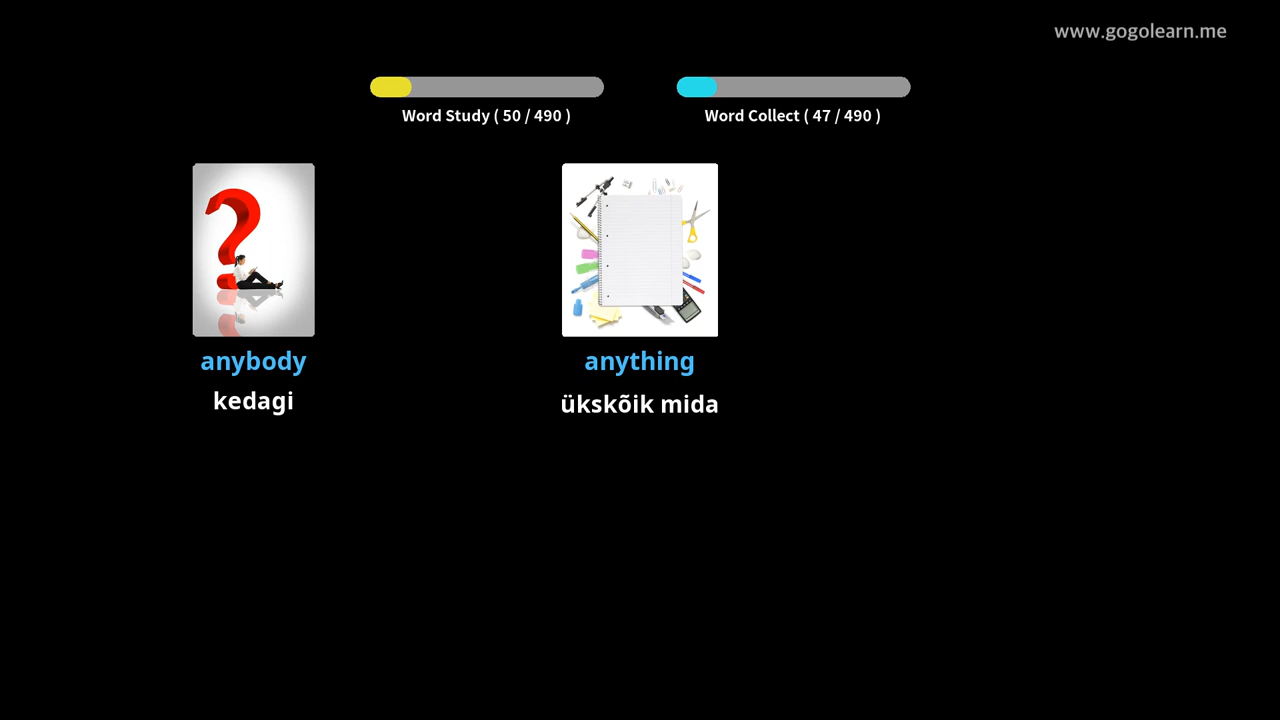 www.gogolearn.me
Word Study ( 50 / 490 )
Word Collect ( 47 / 490 )
anybody
kedagi
anything
ükskõik mida